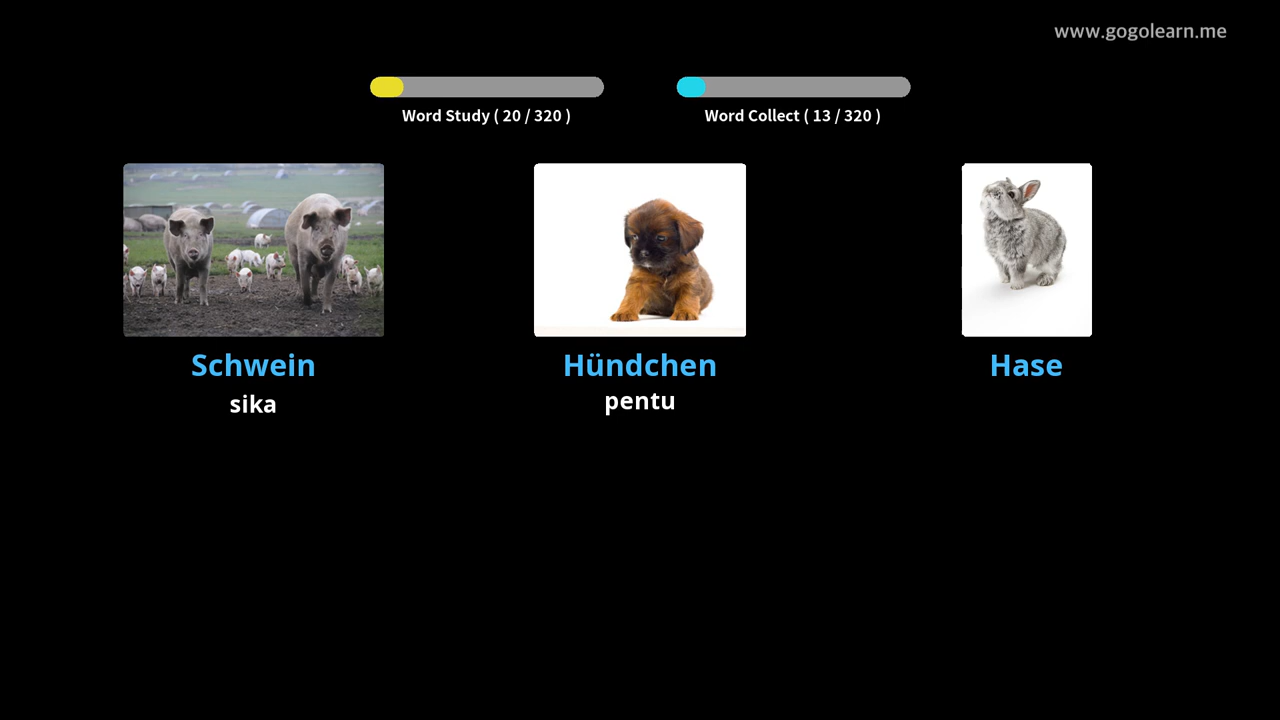 www.gogolearn.me
Word Study ( 20 / 320 )
Word Collect ( 13 / 320 )
Schwein
Hündchen
Hase
sika
pentu